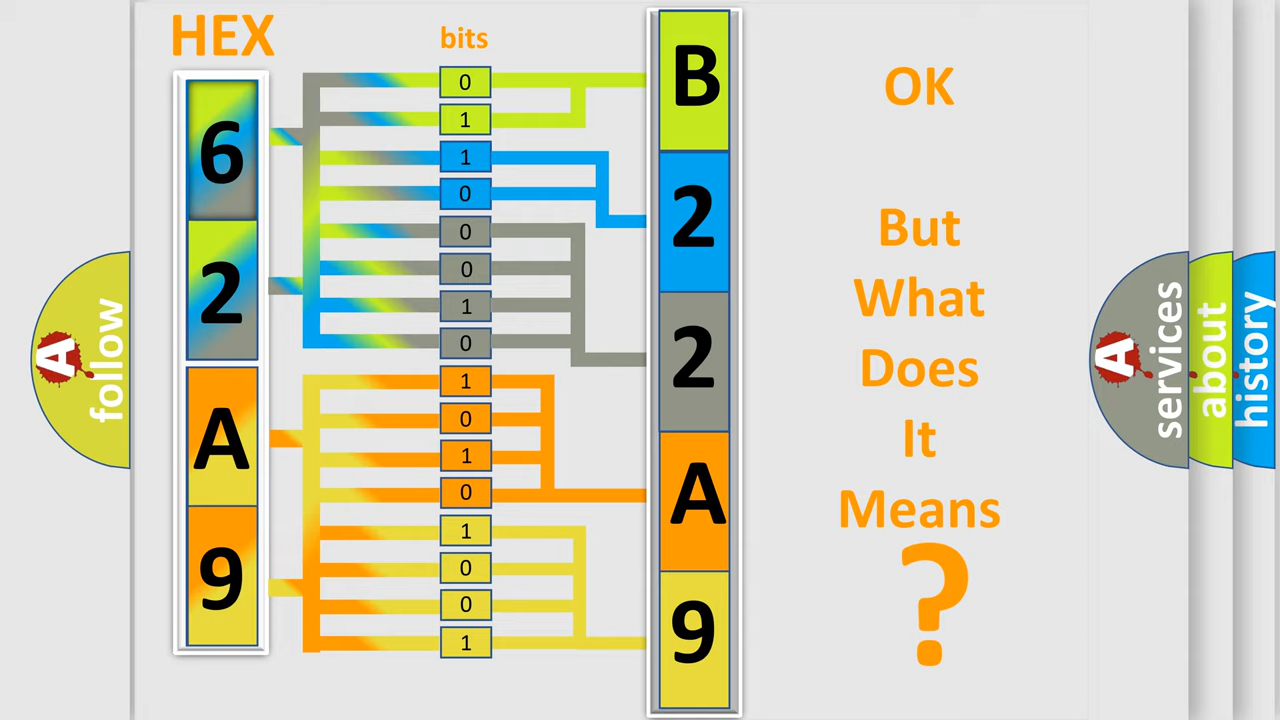 HEX
6
2
A
9
bits
0
1
1
0
0
0
1
0
1
0
1
0
1
0
0
1
B
2
2
A
9
OK
But
What
Does
It
Means
?
A
follow
A
services
about
history